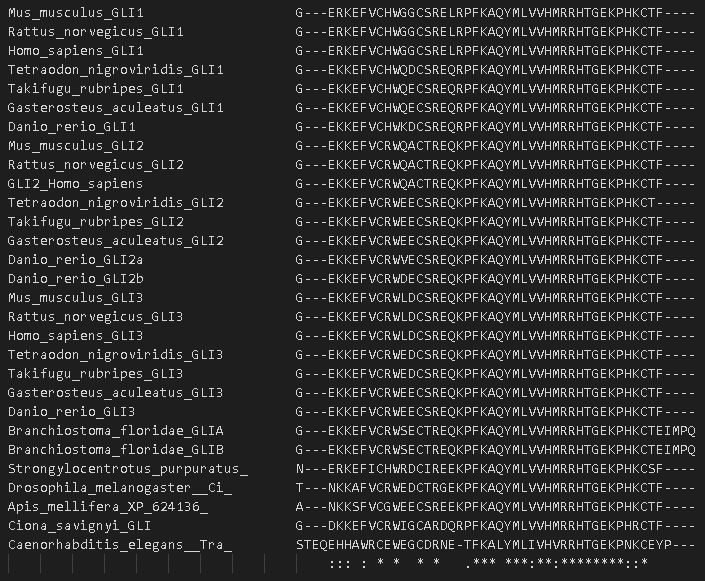 Mus_musculus_GLI1 G---ERKEFVCHWGGCSRELRPFKAQYMLVVHMRRHTGEKPHKCTF----
Rattus_norvegicus_GLI1 G---ERKEFVCHWGGCSRELRPFKAQYMLVVHMRRHTGEKPHKCTF----
Homo_sapiens_GLI1 G---ERKEFVCHWGGCSRELRPFKAQYMLVVHMRRHTGEKPHKCTF----
Tetraodon_nigroviridis_GLI1 G---EKKEFVCHWQDCSREQRPFKAQYMLVVHMRRHTGEKPHKCTF----
Takifugu_rubripes_GLI1 G---EKKEFVCHWQECSREQRPFKAQYMLVVHMRRHTGEKPHKCTF----
Gasterosteus_aculeatus_GLI1 G---EKKEFVCHWQECSREQRPFKAQYMLVVHMRRHTGEKPHKCTF----
Danio_rerio_GLI1 G---EKKEFVCHWKDCSREQRPFKAQYMLVVHMRRHTGEKPHKCTF----
Mus_musculus_GLI2 G---EKKEFVCRWQACTREQKPFKAQYMLVVHMRRHTGEKPHKCTF----
Rattus_norvegicus_GLI2 G---EKKEFVCRWQACTREQKPFKAQYMLVVHMRRHTGEKPHKCTF----
GLI2_Homo_sapiens G---EKKEFVCRWQACTREQKPFKAQYMLVVHMRRHTGEKPHKCTF----
Tetraodon_nigroviridis_GLI2 G---EKKEFVCRWEECSREQKPFKAQYMLVVHMRRHTGEKPHKCT-----
Takifugu_rubripes_GLI2 G---EKKEFVCRWEECSREQKPFKAQYMLVVHMRRHTGEKPHKCTF----
Gasterosteus_aculeatus_GLI2 G---EKKEFVCRWEECSREQKPFKAQYMLVVHMRRHTGEKPHKCTF----
Danio_rerio_GLI2a G---EKKEFVCRWVECSREQKPFKAQYMLVVHMRRHTGEKPHKCTF----
Danio_rerio_GLI2b G---EKKEFVCRWDECSREQKPFKAQYMLVVHMRRHTGEKPHKCTF----
Mus_musculus_GLI3 G---EKKEFVCRWLDCSREQKPFKAQYMLVVHMRRHTGEKPHKCTF----
Rattus_norvegicus_GLI3 G---EKKEFVCRWLDCSREQKPFKAQYMLVVHMRRHTGEKPHKCTF----
Homo_sapiens_GLI3 G---EKKEFVCRWLDCSREQKPFKAQYMLVVHMRRHTGEKPHKCTF----
Tetraodon_nigroviridis_GLI3 G---EKKEFVCRWEDCSREQKPFKAQYMLVVHMRRHTGEKPHKCTF----
Takifugu_rubripes_GLI3 G---EKKEFVCRWEDCSREQKPFKAQYMLVVHMRRHTGEKPHKCTF----
Gasterosteus_aculeatus_GLI3 G---EKKEFVCRWEECSREQKPFKAQYMLVVHMRRHTGEKPHKCTF----
Danio_rerio_GLI3 G---EKKEFVCRWEECSREQKPFKAQYMLVVHMRRHTGEKPHKCTF----
Branchiostoma_floridae_GLIA G---EKKEFVCRWSECTREQKPFKAQYMLVVHMRRHTGEKPHKCTEIMPQ
Branchiostoma_floridae_GLIB G---EKKEFVCRWSECTREQKPFKAQYMLVVHMRRHTGEKPHKCTEIMPQ
Strongylocentrotus_purpuratus_ N---ERKEFICHWRDCIREEKPFKAQYMLVVHMRRHTGEKPHKCSF----
Drosophila_melanogaster__Ci_ T---NKKAFVCRWEDCTRGEKPFKAQYMLVVHMRRHTGEKPHKCTF----
Apis_mellifera_XP_624136_ A---NKKSFVCGWEECSREEKPFKAQYMLVVHMRRHTGEKPHKCTF----
Ciona_savignyi_GLI G---DKKEFVCRWIGCARDQRPFKAQYMLVVHMRRHTGEKPHRCTF----
Caenorhabditis_elegans__Tra_ STEQEHHAWRCEWEGCDRNE-TFKALYMLIVHMRRHTGEKPNKCEYP---
::: : * * * * .*** ***:**:********::*